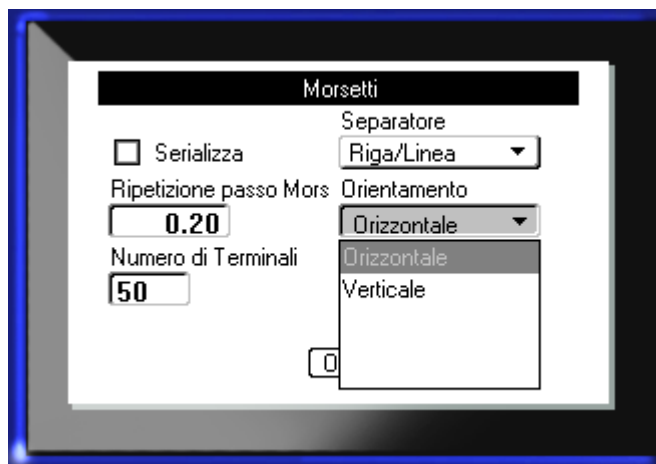 Morsetti
Separatore
Serializza
Riga/Linea
Ripetizione passo Mors
Orientamento
0.20
Orizzontale
Numero di Terminali
Orizzontale
50
Verticale